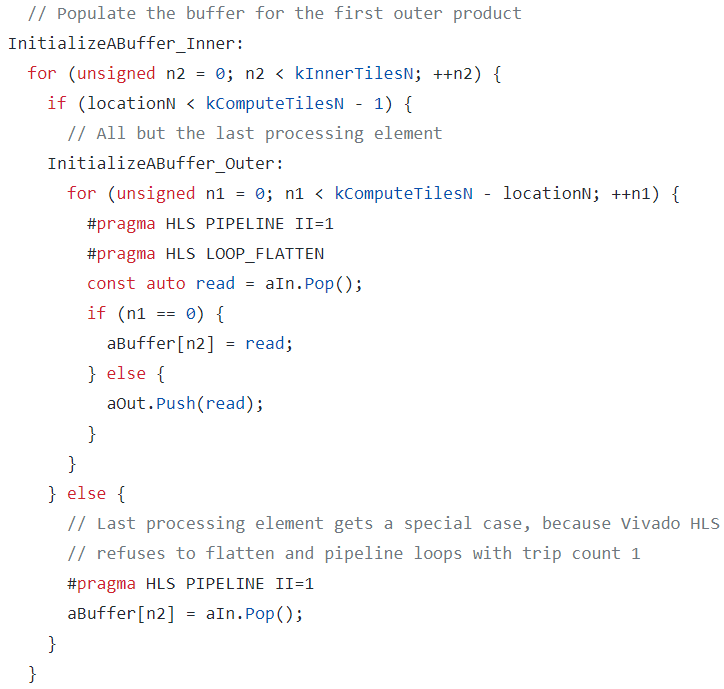 // Populate the buffer for the first outer product
InitializeABuffer_Inner:
for (unsigned n2 = 0; n2 < kInnerTilesN; ++n2) {
if (locationN < kComputeTilesN - 1) {
// All but the last processing element
InitializeABuffer_Outer:
for (unsigned n1 = 0; n1 < kComputeTilesN - locationN; ++n1) {
#pragma HLS PIPELINE II=1
#pragma HLS LOOP_FLATTEN
const auto read = aIn.Pop();
if (n1 == 0) {
aBuffer[n2] = read;
} else {
aOut.Push(read);
}
}
} else {
// Last processing element gets a special case, because Vivado HLS
// refuses to flatten and pipeline loops with trip count 1
#pragma HLS PIPELINE II=1
aBuffer[n2] = aIn.Pop();
}
}